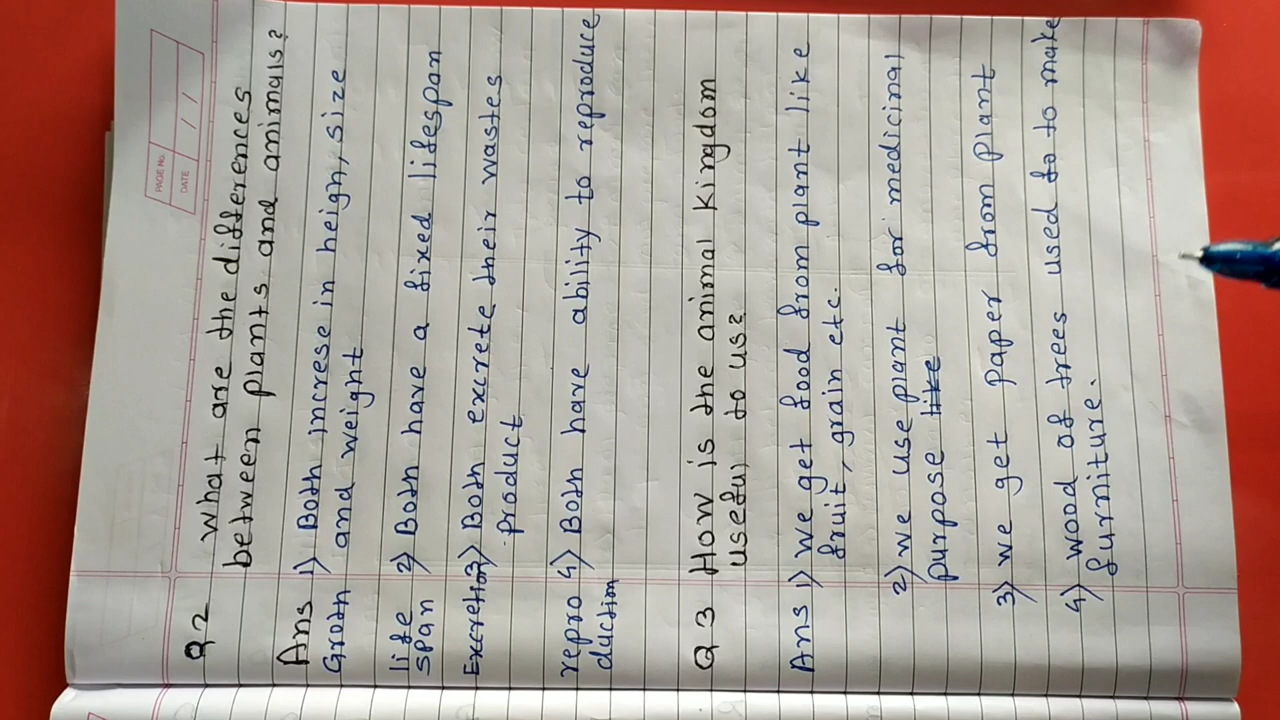 PAGE NO
DATE / /
Q2 what are the differences
between plants and animals?
Ans 1) Both increse in heigh, size
Groth and weight
life 2) Both have a fixed lifespan
span
Excretion 3) Both excrete their wastes
product
repro 4) Both have ability to reproduce
duction
Q3 How is the animal kingdom
useful to us?
Ans 1) we get food from plant like
fruit, grain etc.
2) we use plant for medicinal
purpose like
3) we get paper from plant
4) wood of trees used to to make
furniture.